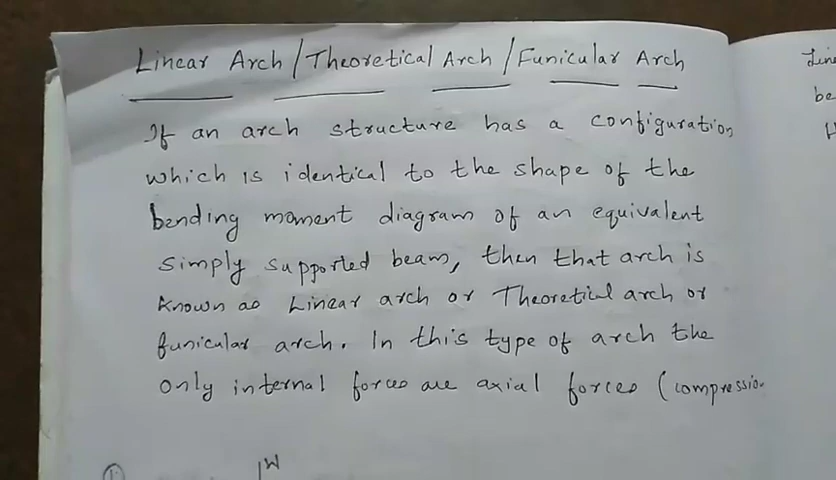 Linear Arch / Theoretical Arch / Funicular Arch
If an arch structure has a configuration
which is identical to the shape of the
bending moment diagram of an equivalent
simply supported beam, then that arch is
known as Linear arch or Theoretical arch or
funicular arch. In this type of arch the
only internal forces are axial forces (compression
① W
be